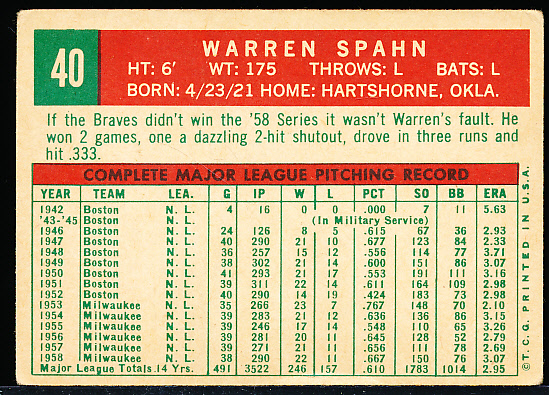 40
WARREN SPAHN
HT: 6' WT: 175 THROWS: L BATS: L
BORN: 4/23/21 HOME: HARTSHORNE, OKLA.
If the Braves didn't win the '58 Series it wasn't Warren's fault. He
won 2 games, one a dazzling 2-hit shutout, drove in three runs and
hit .333.
COMPLETE MAJOR LEAGUE PITCHING RECORD
YEAR TEAM LEA. G IP W L PCT SO BB ERA
1942 Boston N. L. 4 16 0 0 .000 7 11 5.63
'43-'45 Boston N. L. (In Military Service)
1946 Boston N. L. 24 126 8 5 .615 67 36 2.93
1947 Boston N. L. 40 290 21 10 .677 123 84 2.33
1948 Boston N. L. 36 257 15 12 .556 114 77 3.71
1949 Boston N. L. 38 302 21 14 .600 151 86 3.07
1950 Boston N. L. 41 293 21 17 .553 191 111 3.16
1951 Boston N. L. 39 311 22 14 .611 164 109 2.98
1952 Boston N. L. 40 290 14 19 .424 183 73 2.98
1953 Milwaukee N. L. 35 266 23 7 .767 148 70 2.10
1954 Milwaukee N. L. 39 283 21 12 .636 136 86 3.15
1955 Milwaukee N. L. 39 246 17 14 .548 110 65 3.26
1956 Milwaukee N. L. 39 281 20 11 .645 128 52 2.79
1957 Milwaukee N. L. 39 271 21 11 .656 111 78 2.69
1958 Milwaukee N. L. 38 290 22 11 .667 150 76 3.07
Major League Totals 14 Yrs. 491 3522 246 157 .610 1783 1014 2.95
© T.C.G. PRINTED IN U.S.A.